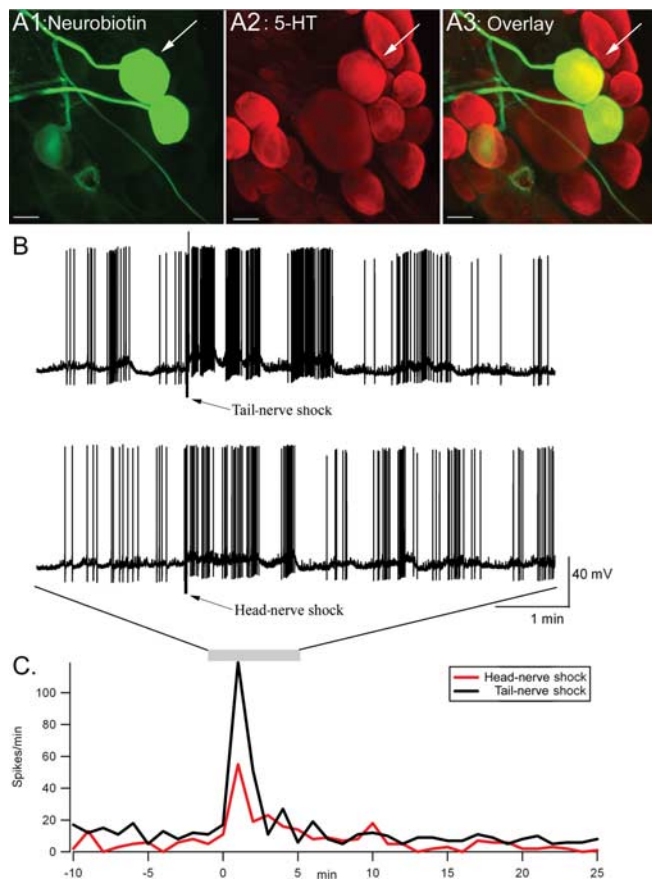 A1:Neurobiotin
A2: 5-HT
A3: Overlay
B
Tail-nerve shock
Head-nerve shock
40 mV
1 min
C.
Head-nerve shock
Tail-nerve shock
Spikes/min
100
80
60
40
20
0
-10
-5
0
5
min
10
15
20
25